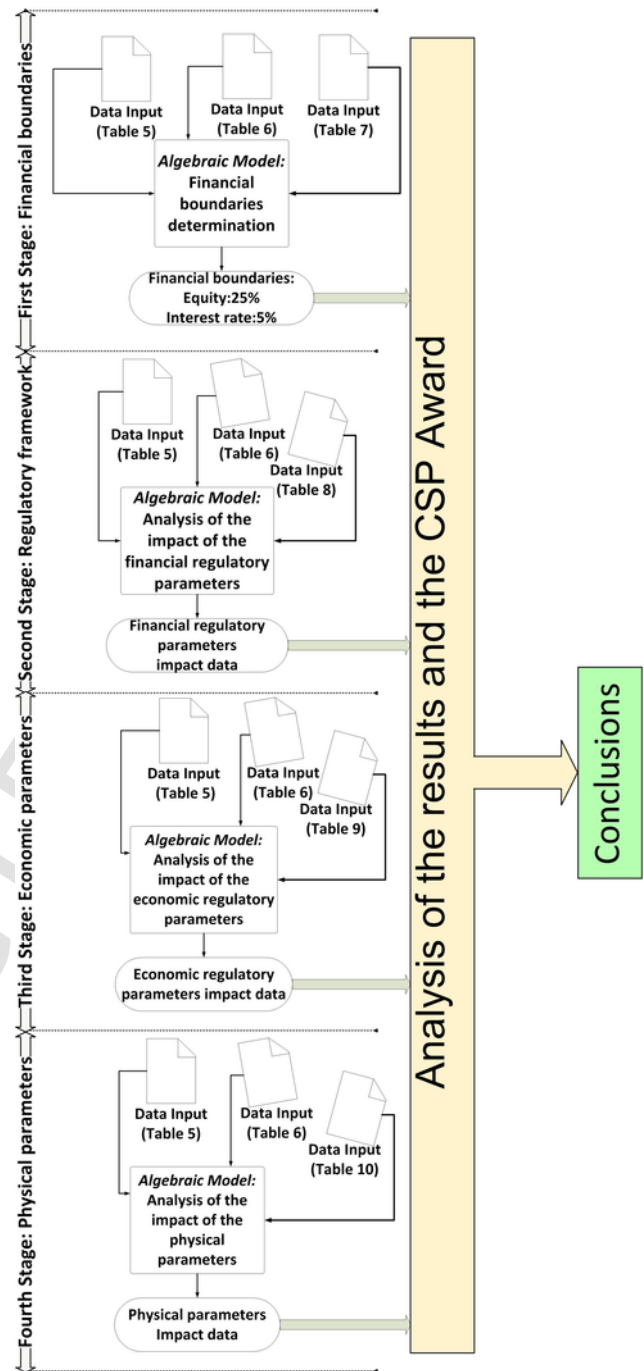 First Stage: Financial boundaries
Data Input
(Table 5)
Data Input
(Table 6)
Data Input
(Table 7)
Algebraic Model:
Financial
boundaries
determination
Financial boundaries:
Equity:25%
Interest rate:5%
Second Stage: Regulatory framework
Data Input
(Table 5)
Data Input
(Table 6)
Data Input
(Table 8)
Algebraic Model:
Analysis of the
impact of the
financial regulatory
parameters
Financial regulatory
parameters
impact data
Third Stage: Economic parameters
Data Input
(Table 5)
Data Input
(Table 6)
Data Input
(Table 9)
Algebraic Model:
Analysis of the
impact of the
economic regulatory
parameters
Economic regulatory
parameters impact data
Fourth Stage: Physical parameters
Data Input
(Table 5)
Data Input
(Table 6)
Data Input
(Table 10)
Algebraic Model:
Analysis of the
impact of the
physical
parameters
Physical parameters
Impact data
Analysis of the results and the CSP Award
Conclusions